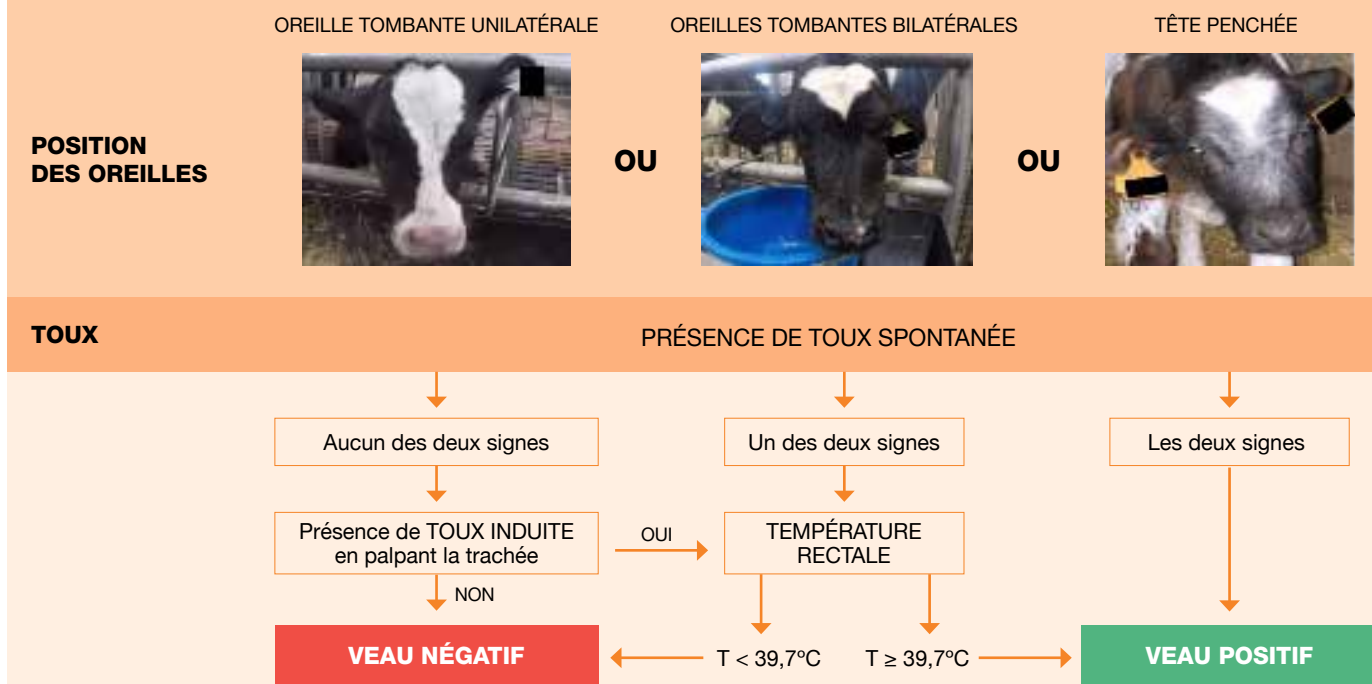 OREILLE TOMBANTE UNILATÉRALE
OREILLES TOMBANTES BILATÉRALES
TÊTE PENCHÉE
POSITION
DES OREILLES
OU
OU
TOUX
PRÉSENCE DE TOUX SPONTANÉE
Aucun des deux signes
Un des deux signes
Les deux signes
Présence de TOUX INDUITE
en palpant la trachée
OUI
TEMPÉRATURE
RECTALE
NON
VEAU NÉGATIF
T < 39,7ºC
T ≥ 39,7ºC
VEAU POSITIF